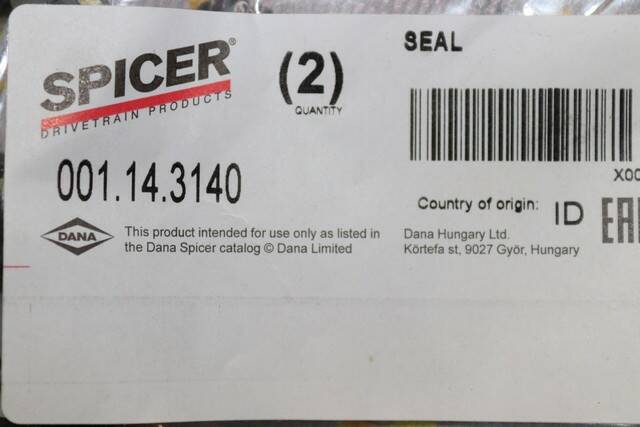 SPICER®
DRIVETRAIN PRODUCTS
(2)
QUANTITY
SEAL
001.14.3140
X00
Country of origin: ID
DANA
This product intended for use only as listed in
the Dana Spicer catalog © Dana Limited
Dana Hungary Ltd.
Körtefa st, 9027 Győr, Hungary